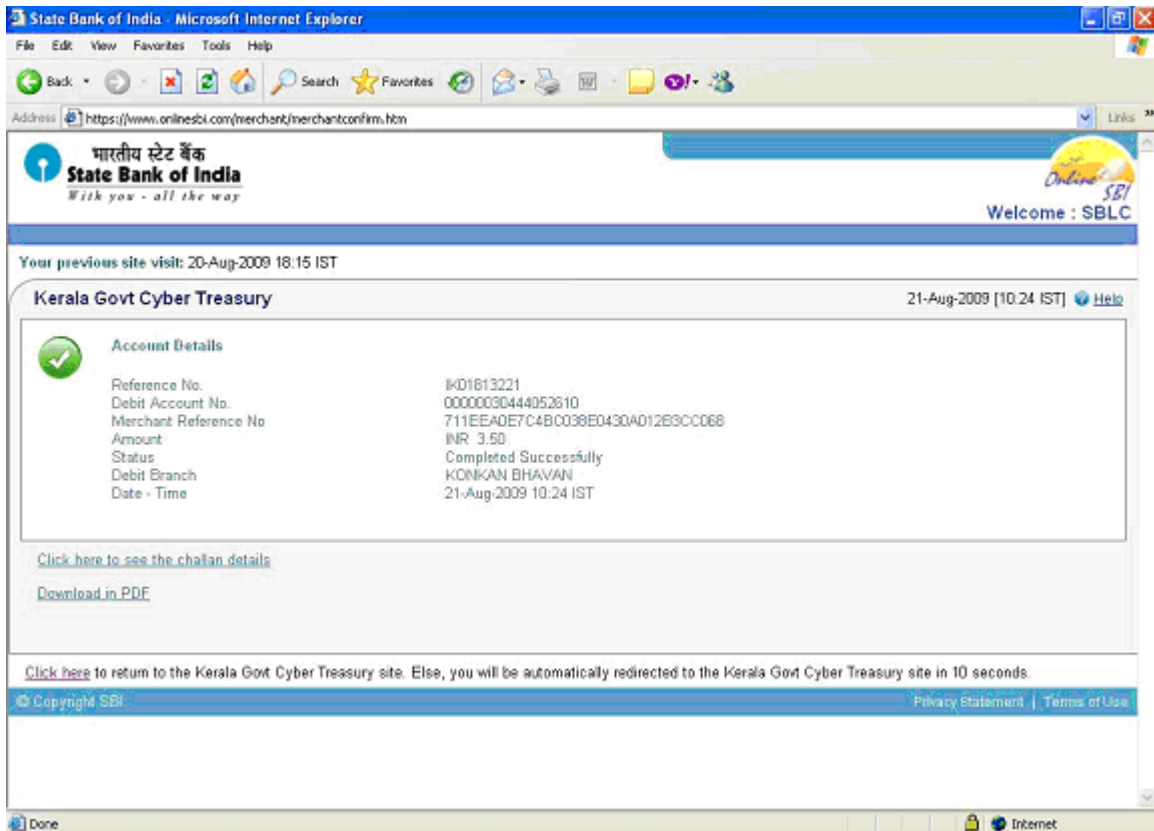 State Bank of India - Microsoft Internet Explorer
File Edit View Favorites Tools Help
Back Search Favorites
Address https://www.onlinesbi.com/merchant/merchantconfirm.htm Links
भारतीय स्टेट बैंक
State Bank of India
With you - all the way
Online SBI
Welcome : SBLC
Your previous site visit: 20-Aug-2009 18:15 IST
Kerala Govt Cyber Treasury 21-Aug-2009 [10:24 IST] Help
Account Details
Reference No. IK01813221
Debit Account No. 00000030444052610
Merchant Reference No 711EEA0E7C4BC038E0430A012B3CC068
Amount INR 3.50
Status Completed Successfully
Debit Branch KONKAN BHAVAN
Date - Time 21-Aug-2009 10:24 IST
Click here to see the challan details
Download in PDF
Click here to return to the Kerala Govt Cyber Treasury site. Else, you will be automatically redirected to the Kerala Govt Cyber Treasury site in 10 seconds.
© Copyright SBI. Privacy Statement | Terms of Use
Done Internet